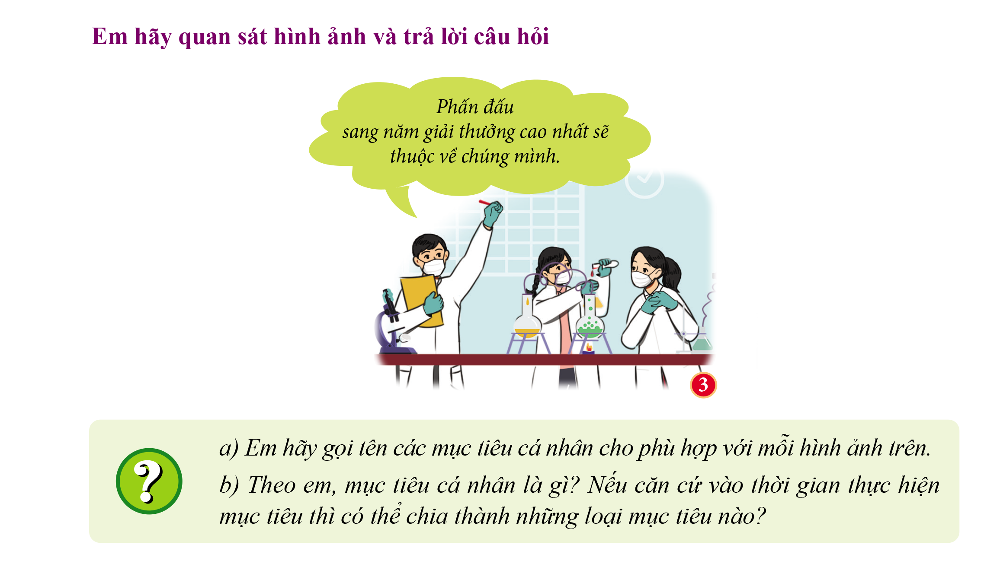 Em hãy quan sát hình ảnh và trả lời câu hỏi
Phấn đấu
sang năm giải thưởng cao nhất sẽ
thuộc về chúng mình.
3
?
a) Em hãy gọi tên các mục tiêu cá nhân cho phù hợp với mỗi hình ảnh trên.
b) Theo em, mục tiêu cá nhân là gì? Nếu căn cứ vào thời gian thực hiện
mục tiêu thì có thể chia thành những loại mục tiêu nào?